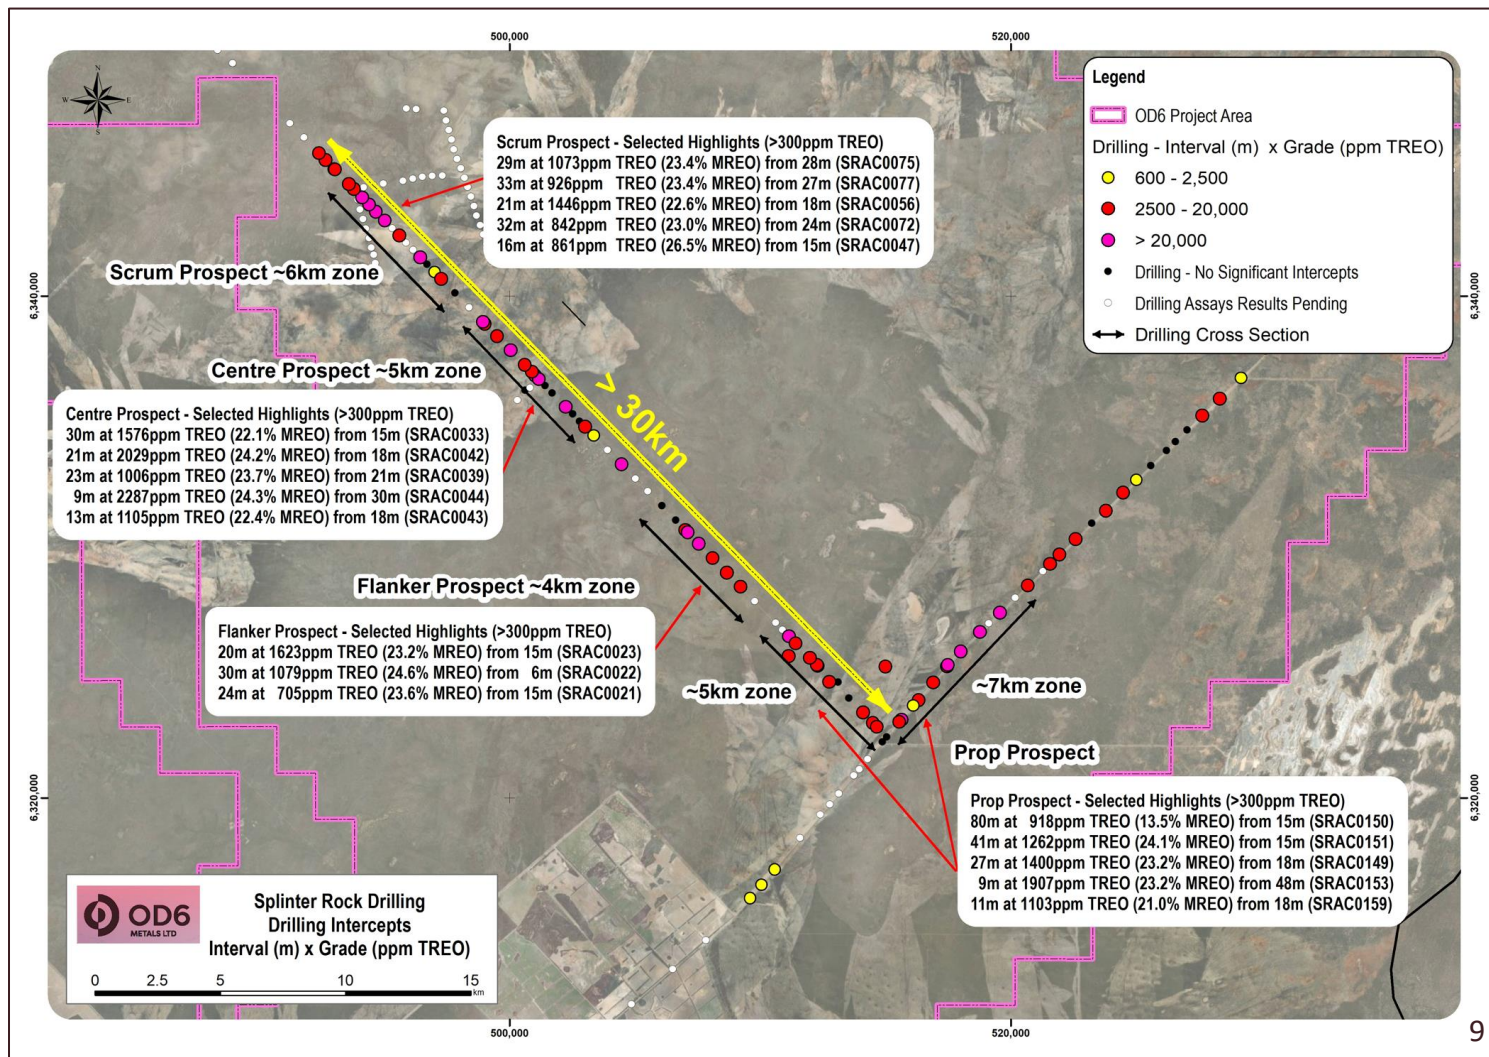 500,000
520,000
N
W
E
S
Legend
OD6 Project Area
Drilling - Interval (m) x Grade (ppm TREO)
600 - 2,500
2500 - 20,000
> 20,000
Drilling - No Significant Intercepts
Drilling Assays Results Pending
Drilling Cross Section
Scrum Prospect - Selected Highlights (>300ppm TREO)
29m at 1073ppm TREO (23.4% MREO) from 28m (SRAC0075)
33m at 926ppm TREO (23.4% MREO) from 27m (SRAC0077)
21m at 1446ppm TREO (22.6% MREO) from 18m (SRAC0056)
32m at 842ppm TREO (23.0% MREO) from 24m (SRAC0072)
16m at 861ppm TREO (26.5% MREO) from 15m (SRAC0047)
Scrum Prospect ~6km zone
6,340,000
6,340,000
Centre Prospect ~5km zone
> 30km
Centre Prospect - Selected Highlights (>300ppm TREO)
30m at 1576ppm TREO (22.1% MREO) from 15m (SRAC0033)
21m at 2029ppm TREO (24.2% MREO) from 18m (SRAC0042)
23m at 1006ppm TREO (23.7% MREO) from 21m (SRAC0039)
9m at 2287ppm TREO (24.3% MREO) from 30m (SRAC0044)
13m at 1105ppm TREO (22.4% MREO) from 18m (SRAC0043)
Flanker Prospect ~4km zone
Flanker Prospect - Selected Highlights (>300ppm TREO)
20m at 1623ppm TREO (23.2% MREO) from 15m (SRAC0023)
30m at 1079ppm TREO (24.6% MREO) from 6m (SRAC0022)
24m at 705ppm TREO (23.6% MREO) from 15m (SRAC0021)
~5km zone
~7km zone
Prop Prospect
6,320,000
6,320,000
Prop Prospect - Selected Highlights (>300ppm TREO)
80m at 918ppm TREO (13.5% MREO) from 15m (SRAC0150)
41m at 1262ppm TREO (24.1% MREO) from 15m (SRAC0151)
27m at 1400ppm TREO (23.2% MREO) from 18m (SRAC0149)
9m at 1907ppm TREO (23.2% MREO) from 48m (SRAC0153)
11m at 1103ppm TREO (21.0% MREO) from 18m (SRAC0159)
OD6
METALS LTD
Splinter Rock Drilling
Drilling Intercepts
Interval (m) x Grade (ppm TREO)
0 2.5 5 10 15
km
500,000
520,000
9